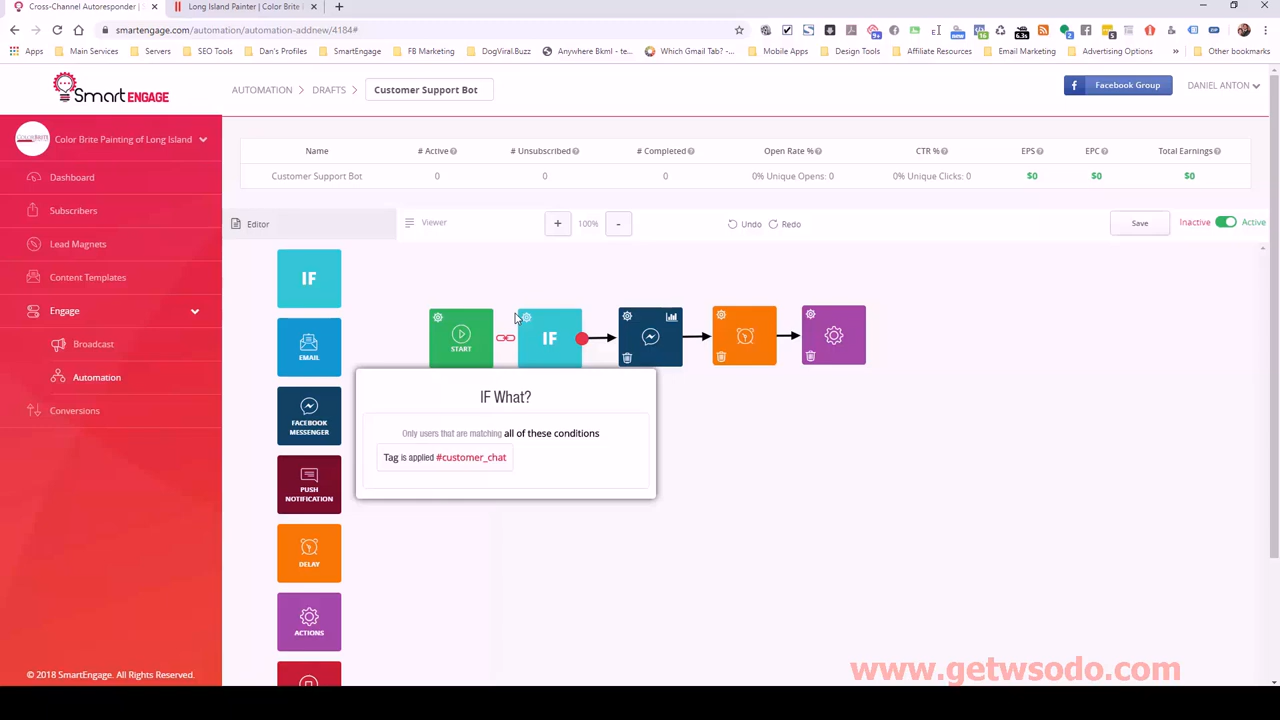 Cross-Channel Autoresponder
Long Island Painter | Color Brite
smartengage.com/automation/automation-addnew/4184#
Apps
Main Services
Servers
SEO Tools
Dan's Profiles
SmartEngage
FB Marketing
DogViral.Buzz
Anywhere Bkml - te...
Which Gmail Tab? -...
Mobile Apps
Design Tools
Affiliate Resources
Email Marketing
Advertising Options
»
Other bookmarks
Smart ENGAGE
AUTOMATION > DRAFTS >
Customer Support Bot
Facebook Group
DANIEL ANTON
Color Brite Painting of Long Island
Dashboard
Subscribers
Lead Magnets
Content Templates
Engage
Broadcast
Automation
Conversions
© 2018 SmartEngage. All Rights Reserved.
Name # Active # Unsubscribed # Completed Open Rate % CTR % EPS EPC Total Earnings
Customer Support Bot 0 0 0 0% Unique Opens: 0 0% Unique Clicks: 0 $0 $0 $0
Editor
Viewer
+ 100% -
Undo Redo
Save
Inactive Active
IF
EMAIL
FACEBOOK
MESSENGER
PUSH
NOTIFICATION
DELAY
ACTIONS
START
IF
IF What?
Only users that are matching all of these conditions
Tag is applied #customer_chat
www.getwsodo.com